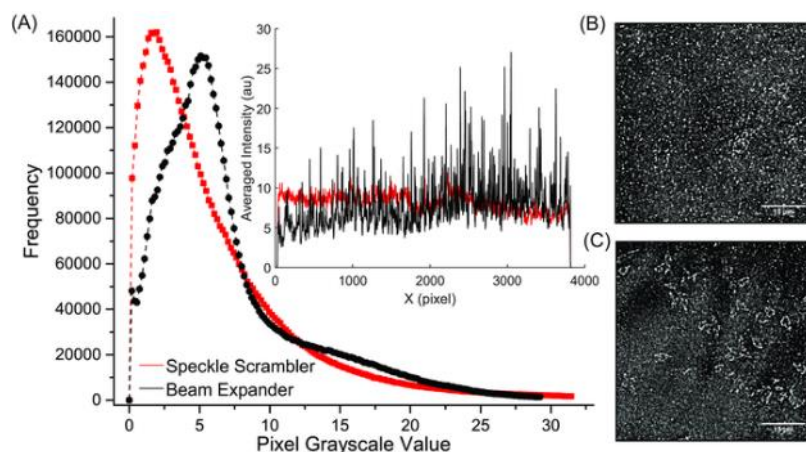 (A)
160000
140000
120000
100000
80000
60000
40000
20000
0
Frequency
0 5 10 15 20 25 30
Pixel Grayscale Value
Speckle Scrambler
Beam Expander
30
25
20
15
10
5
0
Averaged Intensity (au)
0 1000 2000 3000 4000
X (pixel)
(B)
(C)